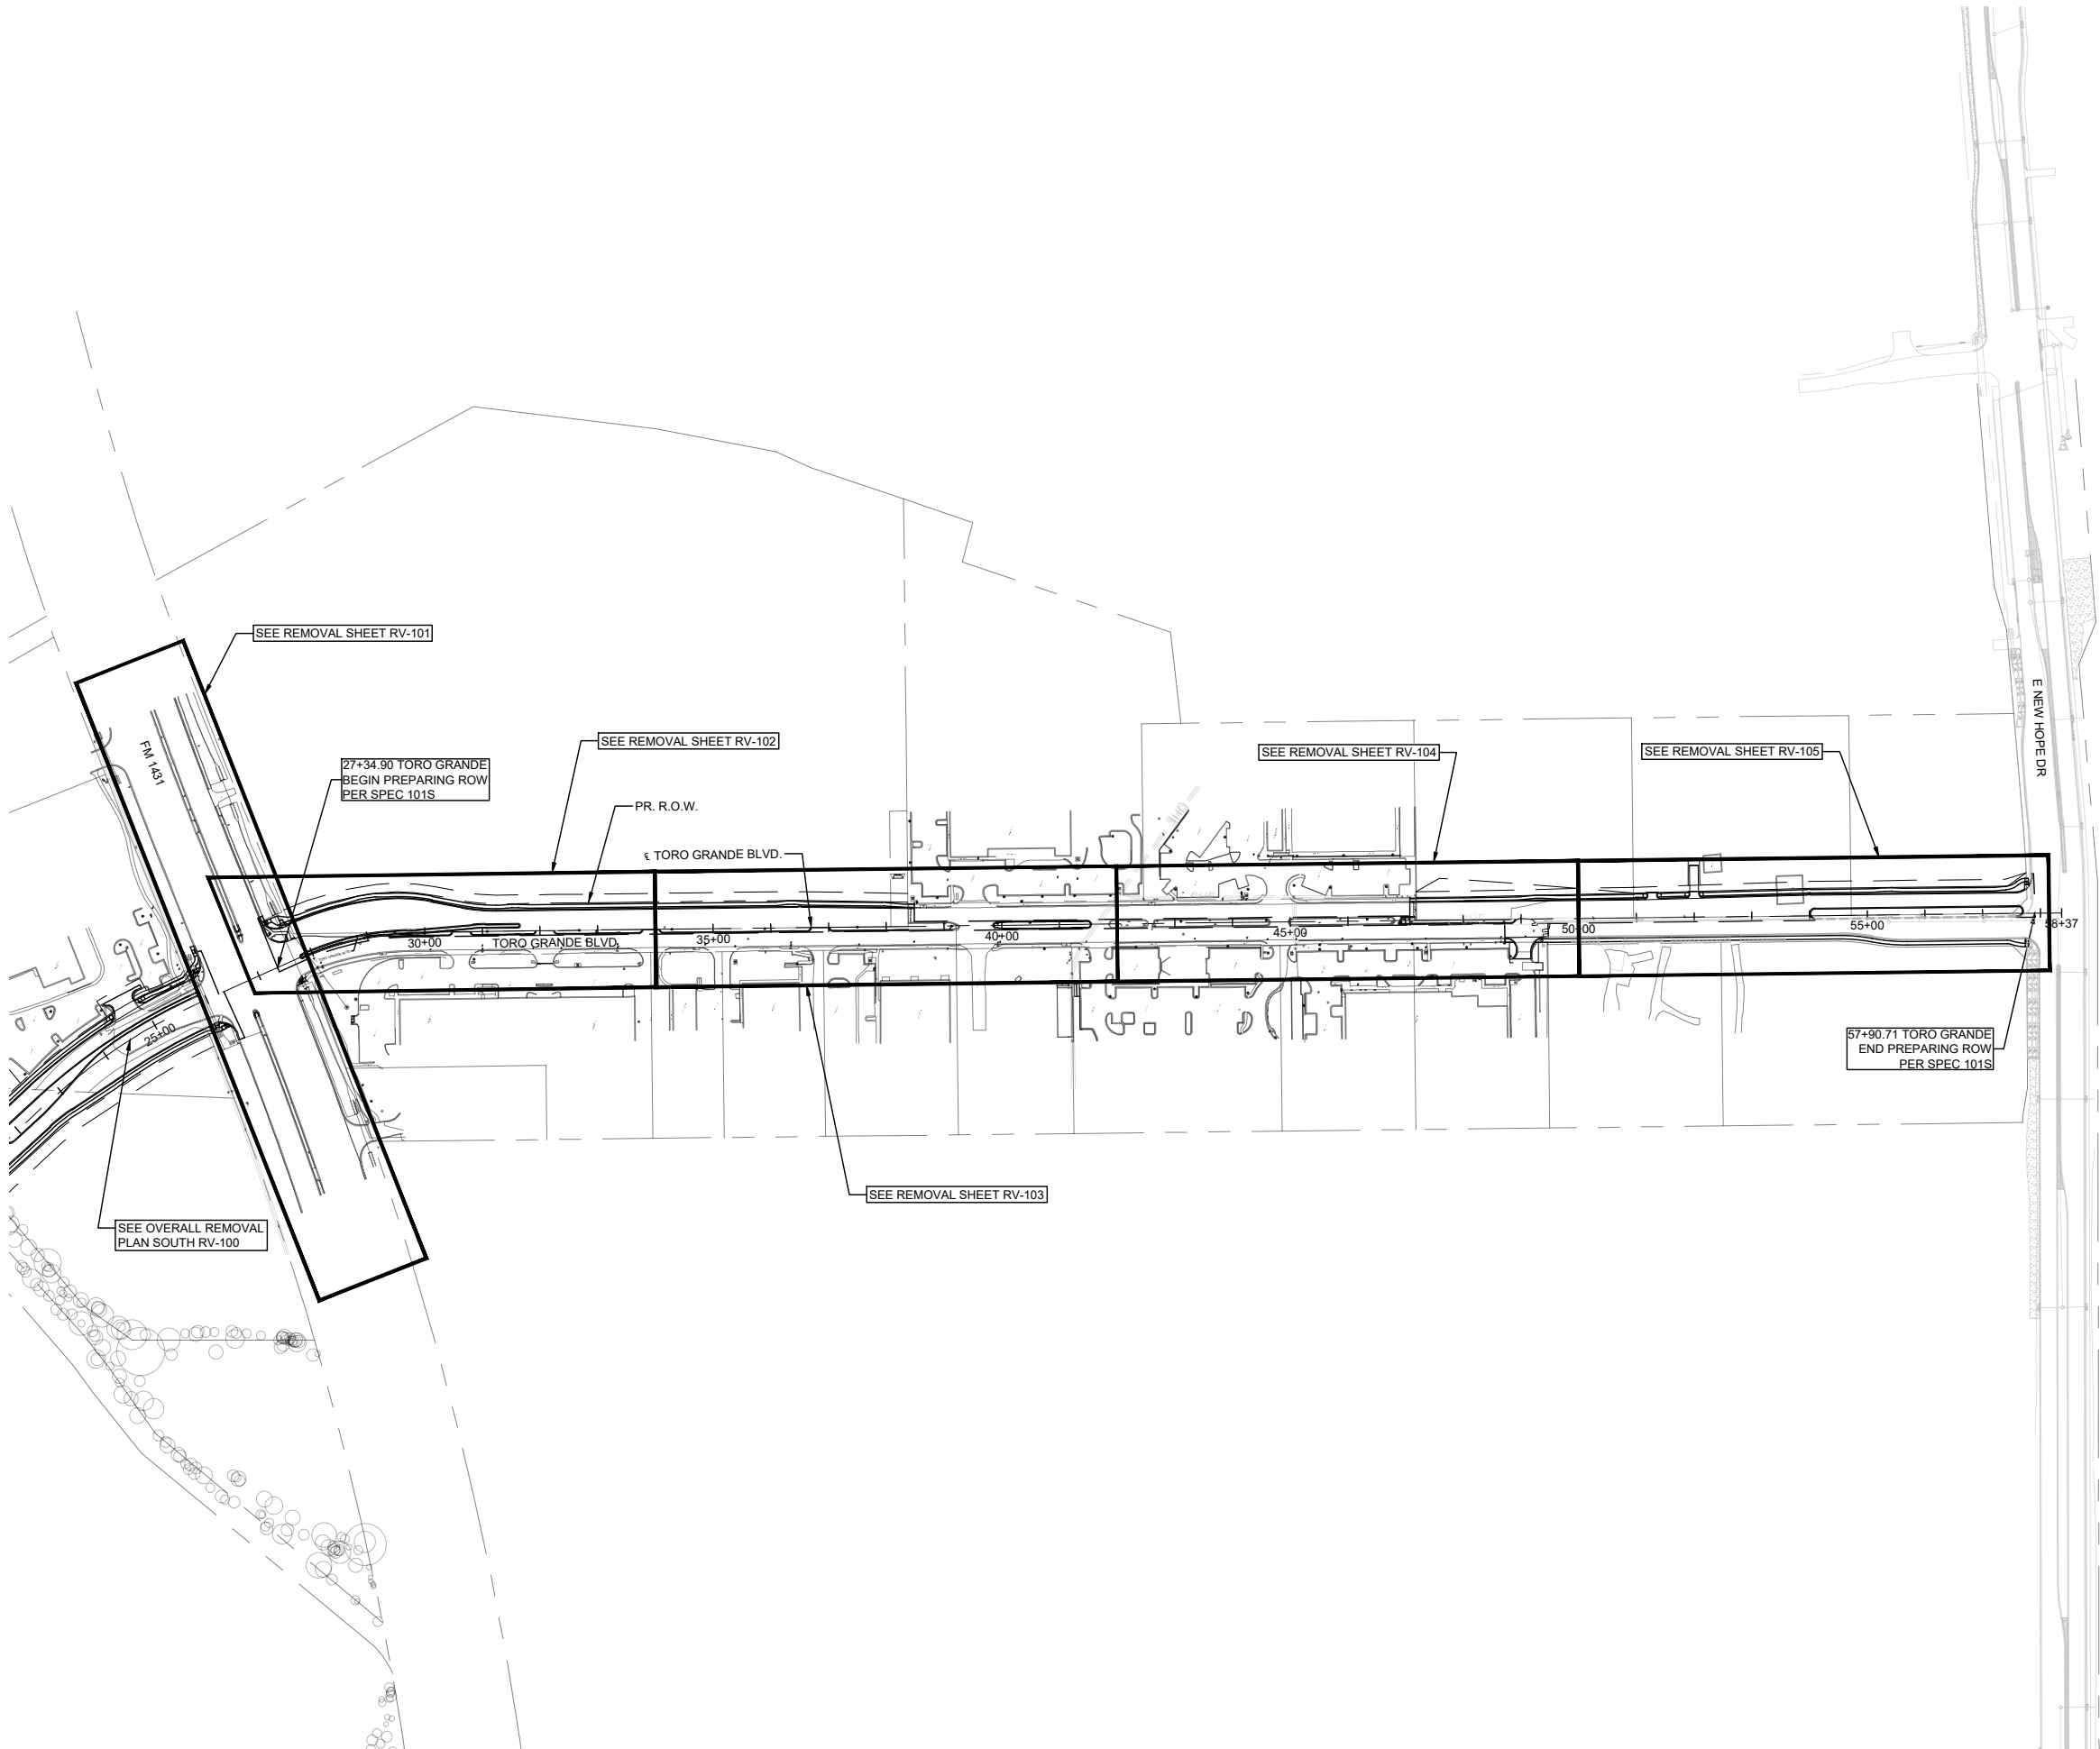 SEE REMOVAL SHEET RV-101
FM 1431
27+34.90 TORO GRANDE
BEGIN PREPARING ROW
PER SPEC 101S
SEE REMOVAL SHEET RV-102
PR. R.O.W.
℄ TORO GRANDE BLVD.
SEE REMOVAL SHEET RV-104
SEE REMOVAL SHEET RV-105
E NEW HOPE DR
OHE
25+00
30+00
TORO GRANDE BLVD.
35+00
40+00
45+00
50+00
55+00
58+37
57+90.71 TORO GRANDE
END PREPARING ROW
PER SPEC 101S
SEE REMOVAL SHEET RV-103
SEE OVERALL REMOVAL
PLAN SOUTH RV-100